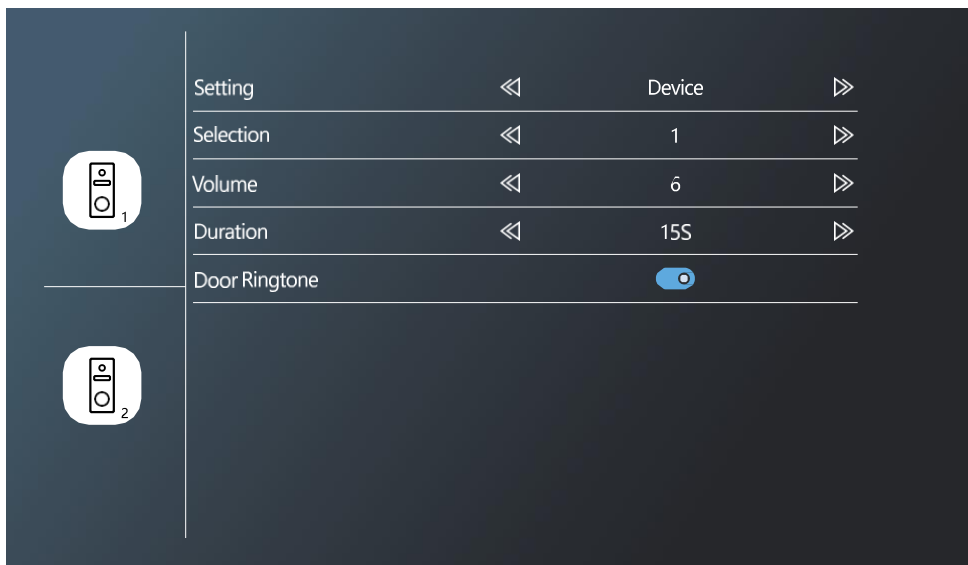 Setting Device
Selection 1
Volume 6
Duration 15S
Door Ringtone
1
2